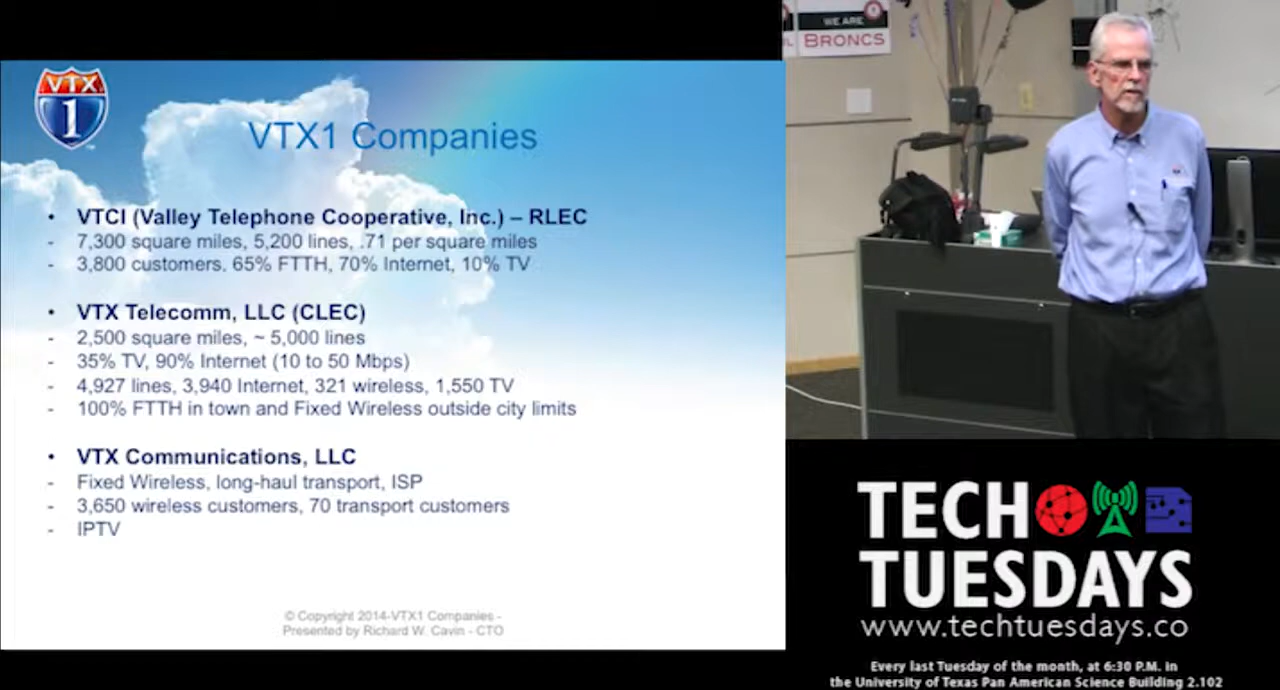 VTX
1
VTX1 Companies
• VTCI (Valley Telephone Cooperative, Inc.) – RLEC
- 7,300 square miles, 5,200 lines, .71 per square miles
- 3,800 customers, 65% FTTH, 70% Internet, 10% TV
• VTX Telecomm, LLC (CLEC)
- 2,500 square miles, ~ 5,000 lines
- 35% TV, 90% Internet (10 to 50 Mbps)
- 4,927 lines, 3,940 Internet, 321 wireless, 1,550 TV
- 100% FTTH in town and Fixed Wireless outside city limits
• VTX Communications, LLC
- Fixed Wireless, long-haul transport, ISP
- 3,650 wireless customers, 70 transport customers
- IPTV
© Copyright 2014-VTX1 Companies -
Presented by Richard W. Cavin - CTO
WE ARE
BRONCS
TECH
TUESDAYS
www.techtuesdays.co
Every last Tuesday of the month, at 6:30 P.M. in
the University of Texas Pan American Science Building 2.102